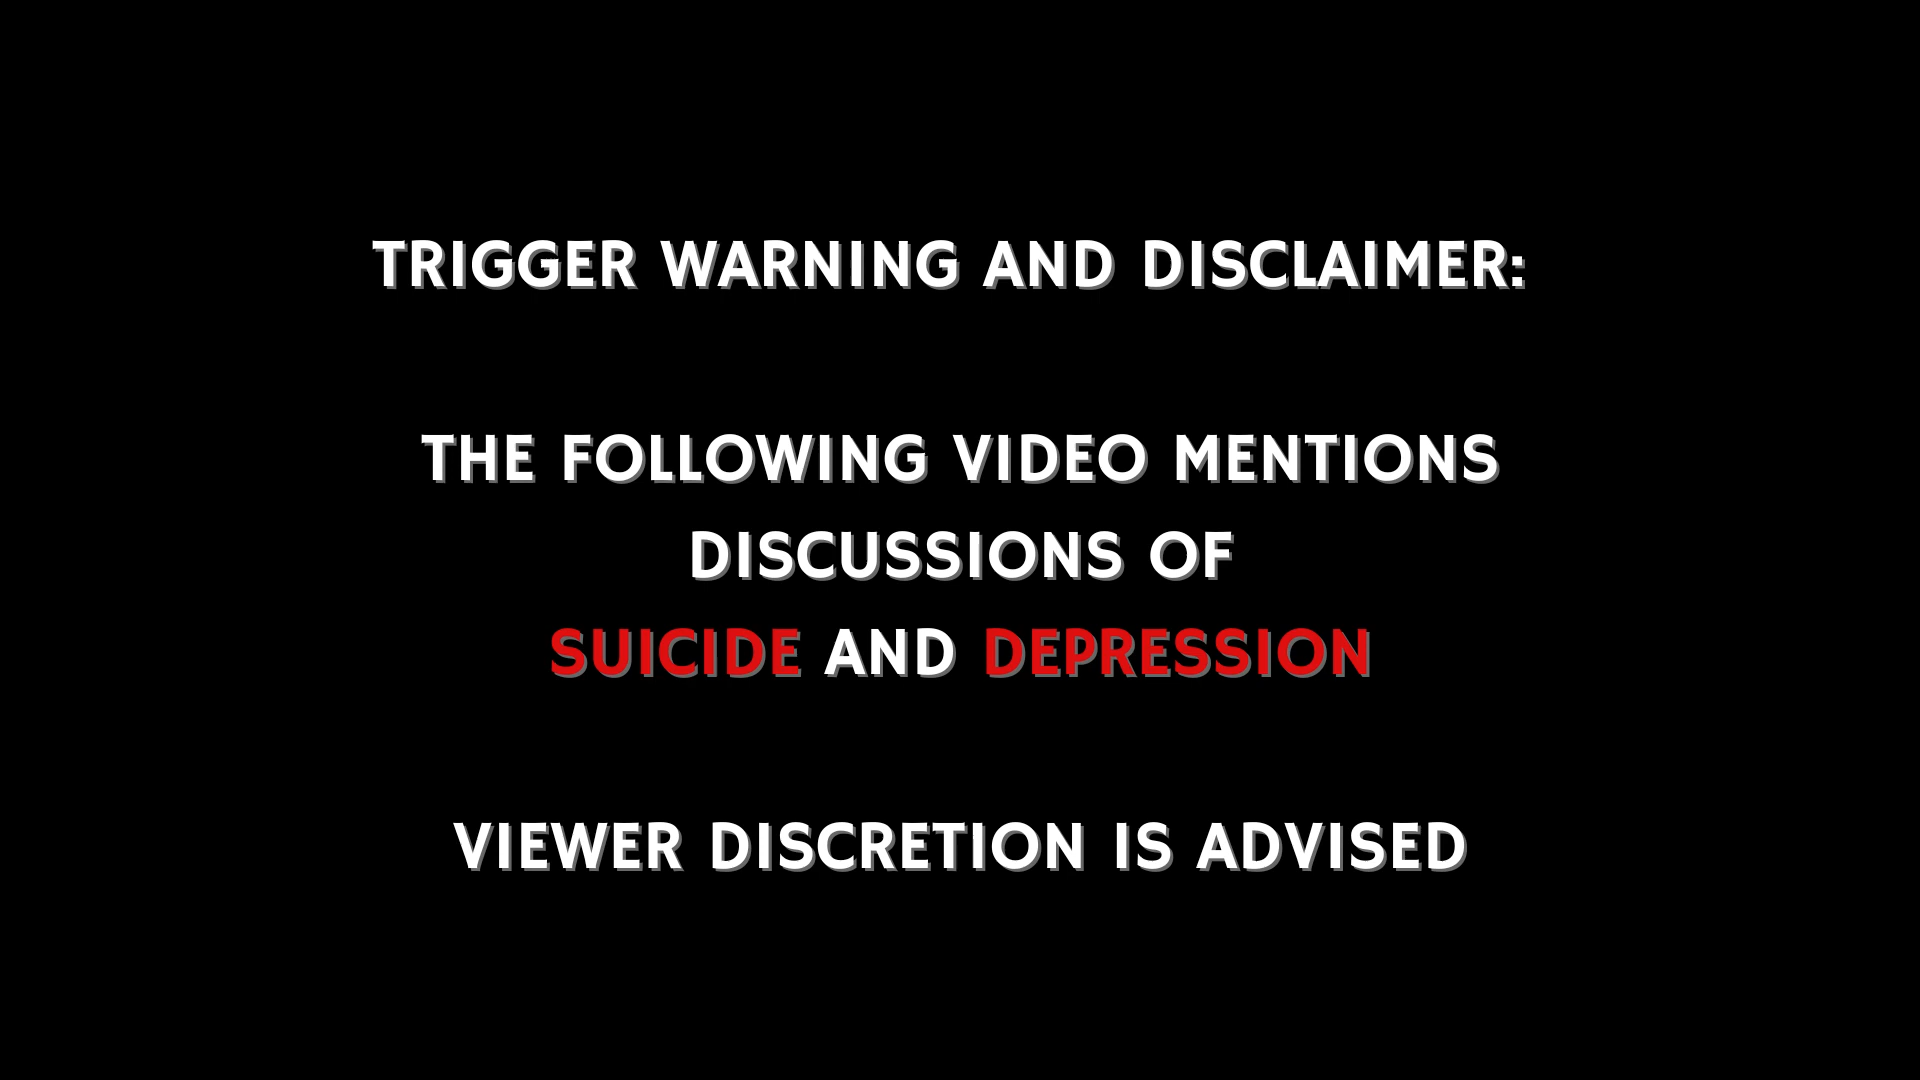 TRIGGER WARNING AND DISCLAIMER:
THE FOLLOWING VIDEO MENTIONS
DISCUSSIONS OF
SUICIDE AND DEPRESSION
VIEWER DISCRETION IS ADVISED